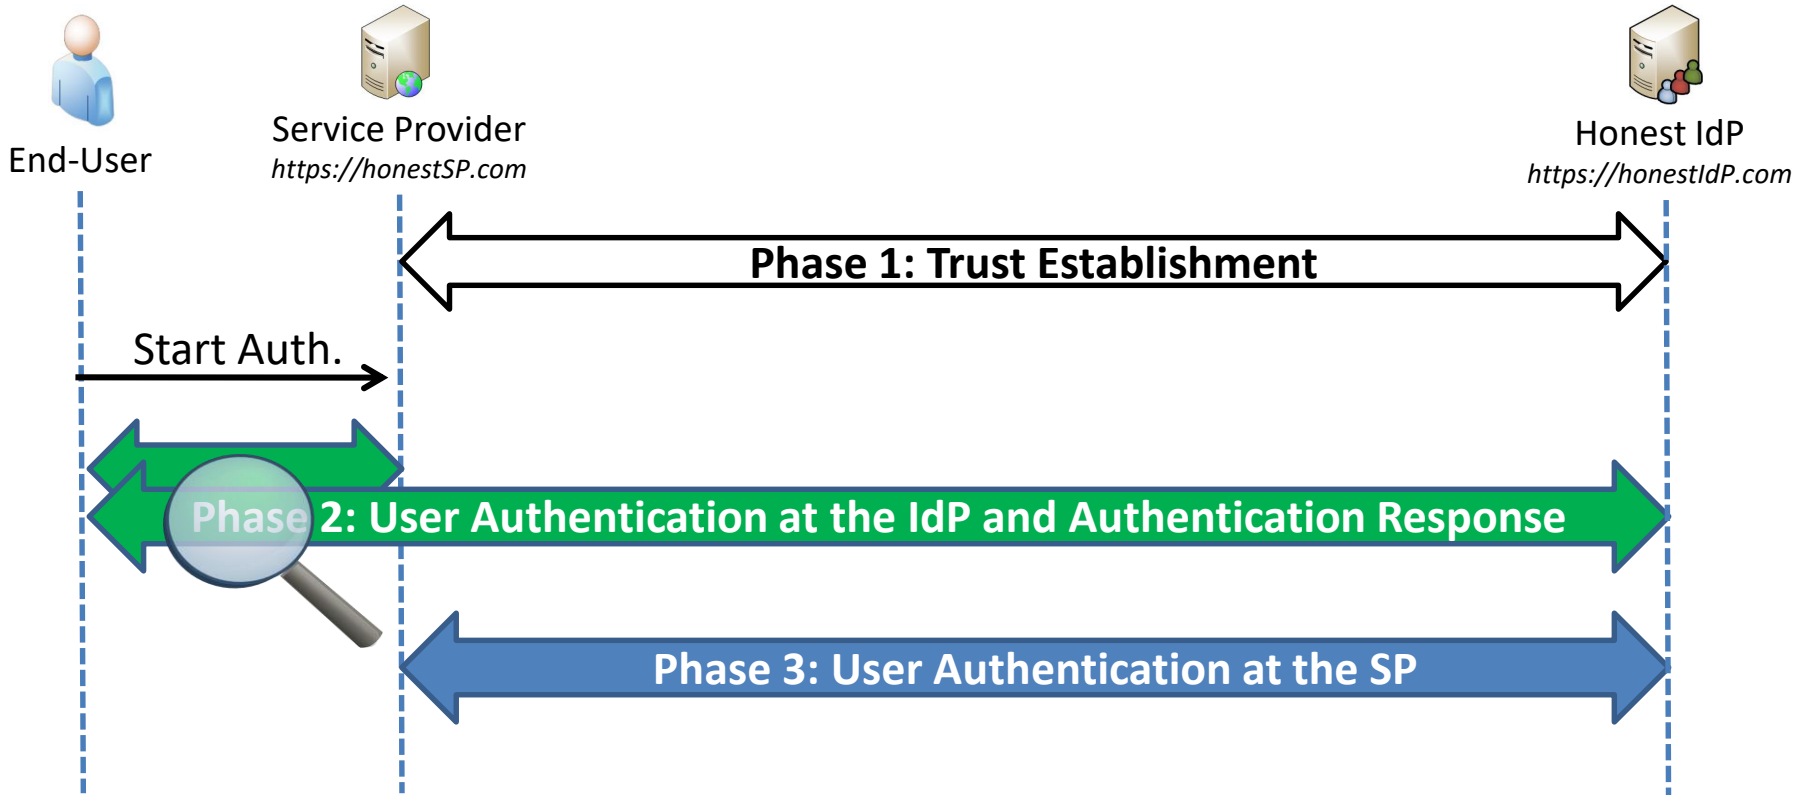 End-User
Service Provider
https://honestSP.com
Honest IdP
https://honestIdP.com
Phase 1: Trust Establishment
Start Auth.
Phase 2: User Authentication at the IdP and Authentication Response
Phase 3: User Authentication at the SP